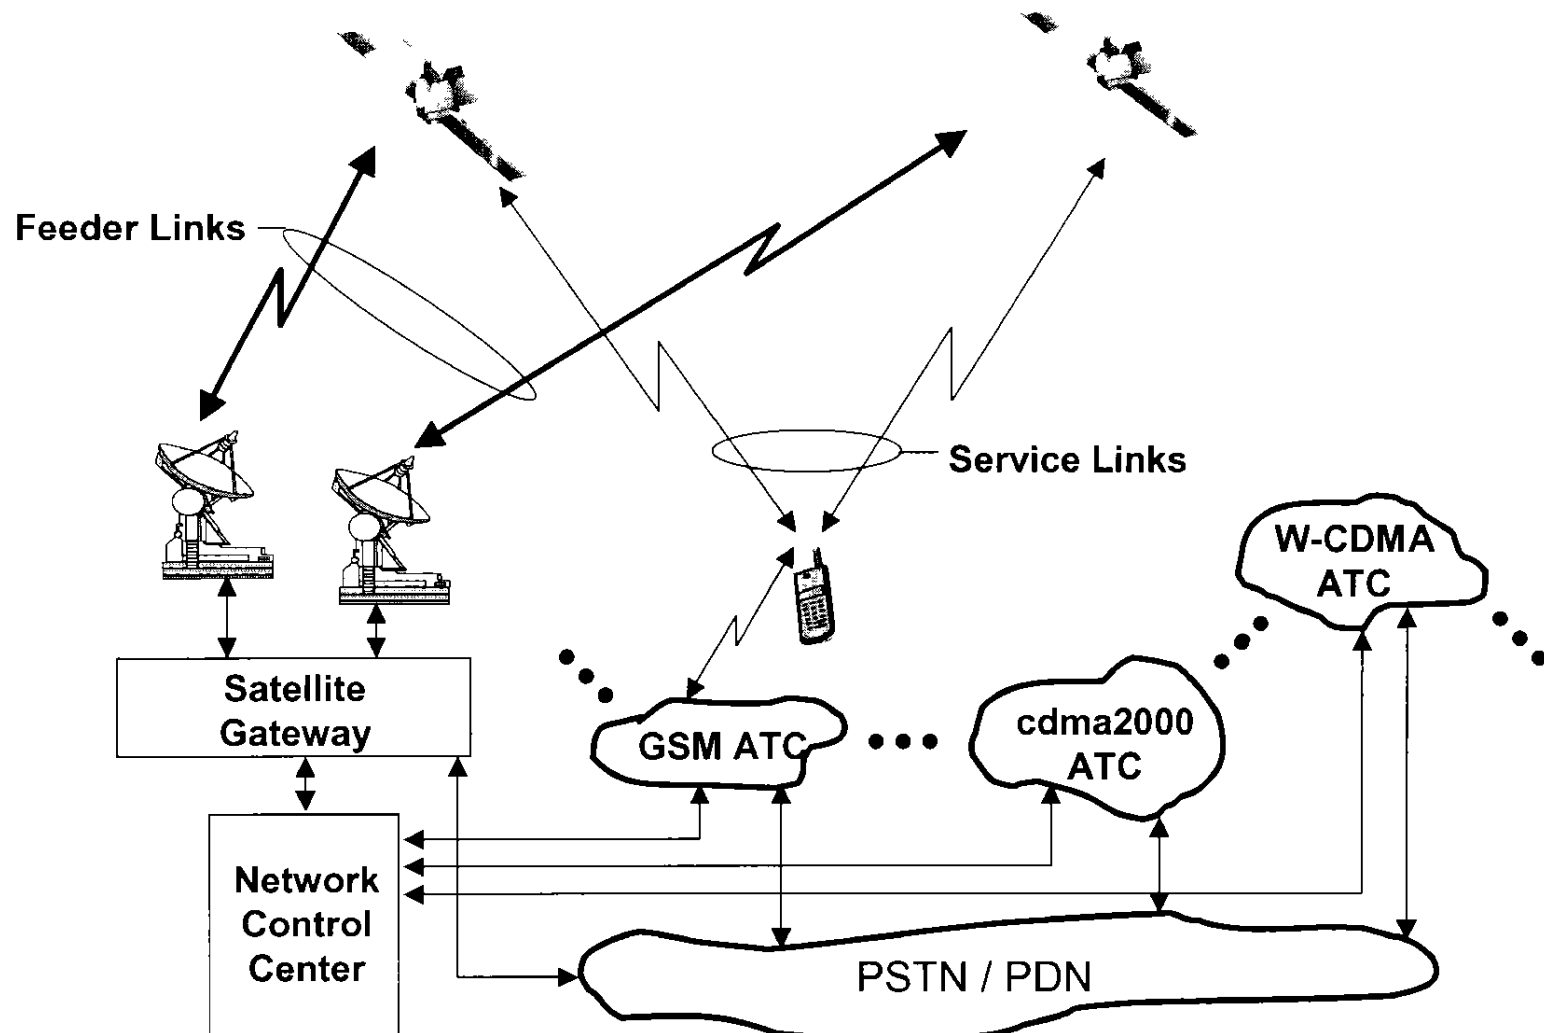 Feeder Links
Service Links
W-CDMA
ATC
Satellite
Gateway
GSM ATC
cdma2000
ATC
Network
Control
Center
PSTN / PDN